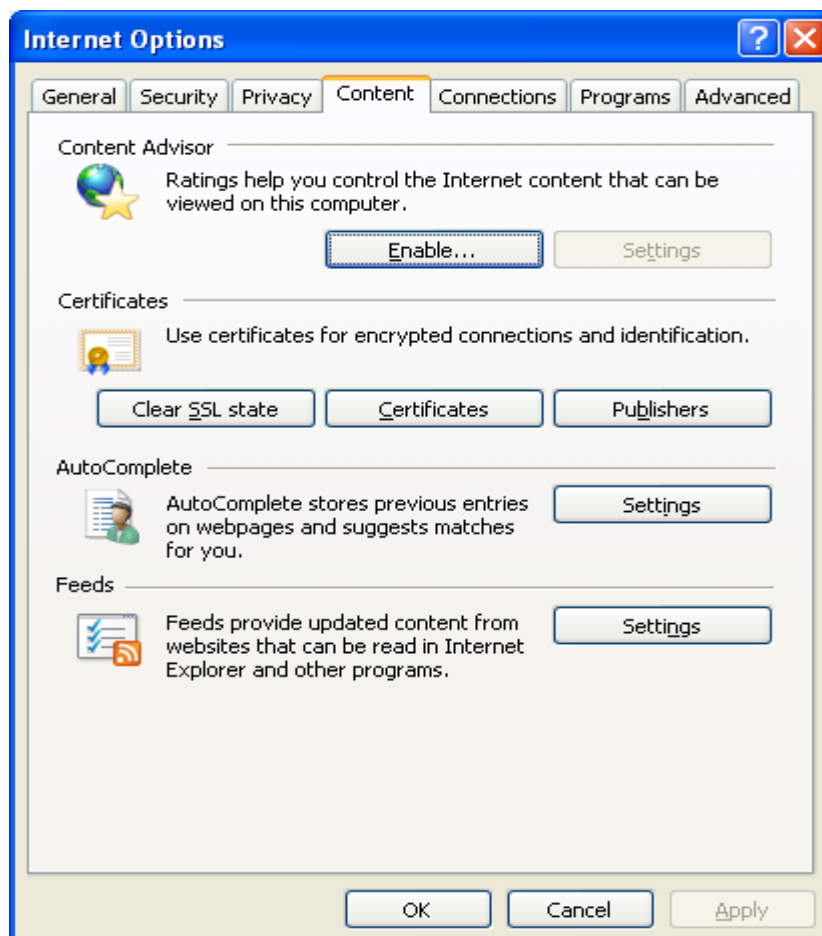 Internet Options
General Security Privacy Content Connections Programs Advanced
Content Advisor
Ratings help you control the Internet content that can be
viewed on this computer.
Enable... Settings
Certificates
Use certificates for encrypted connections and identification.
Clear SSL state Certificates Publishers
AutoComplete
AutoComplete stores previous entries
on webpages and suggests matches
for you.
Settings
Feeds
Feeds provide updated content from
websites that can be read in Internet
Explorer and other programs.
Settings
OK Cancel Apply